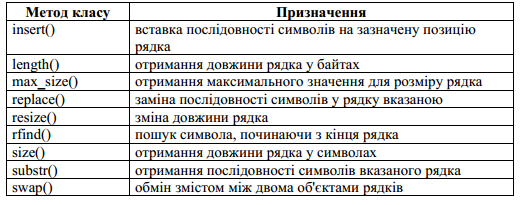 Метод класу Призначення
insert() вставка послідовності символів на зазначену позицію
рядка
length() отримання довжини рядка у байтах
max_size() отримання максимального значення для розміру рядка
replace() заміна послідовності символів у рядку вказаною
resize() зміна довжини рядка
rfind() пошук символа, починаючи з кінця рядка
size() отримання довжини рядка у символах
substr() отримання послідовності символів вказаного рядка
swap() обмін змістом між двома об'єктами рядків